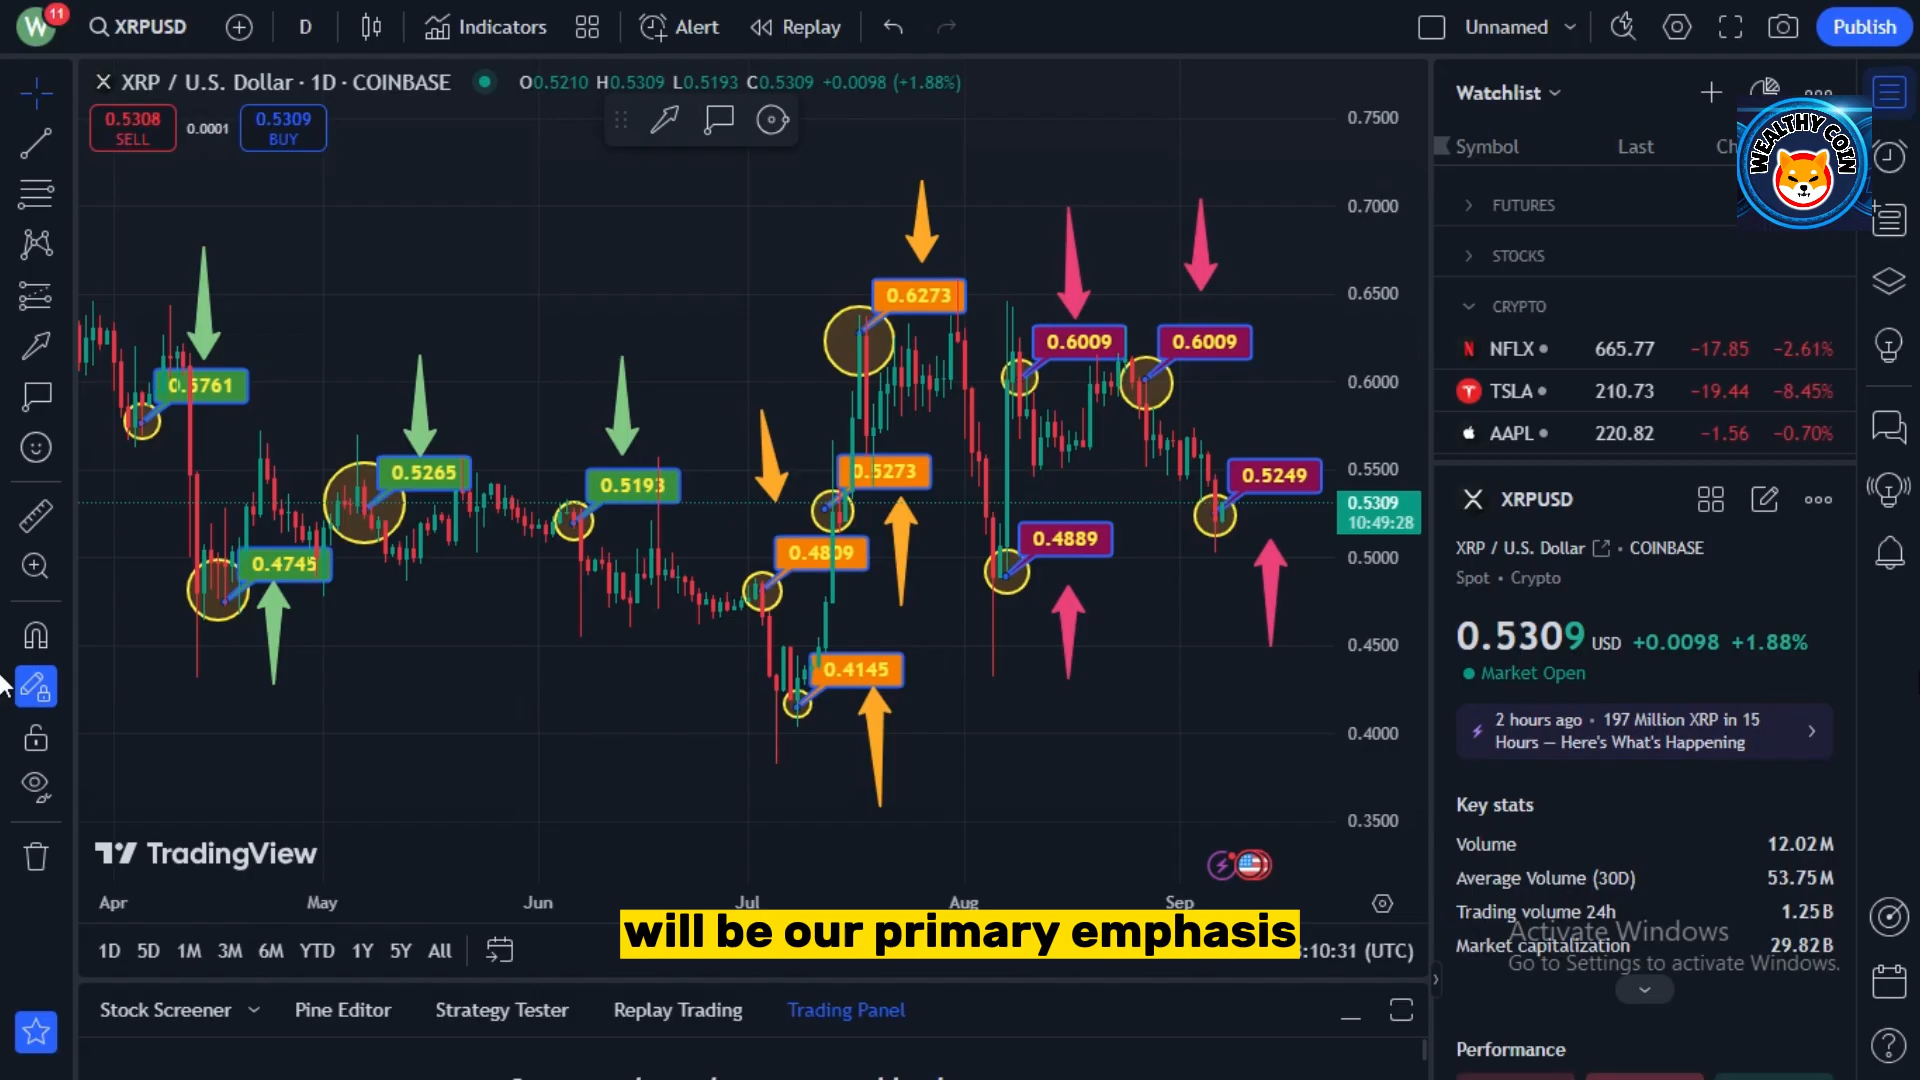 W 11 XRPUSD D Indicators Alert Replay Unnamed Publish
XRP / U.S. Dollar · 1D · COINBASE O0.5210 H0.5309 L0.5193 C0.5309 +0.0098 (+1.88%)
0.5308
SELL
0.0001
0.5309
BUY
0.7500
0.7000
0.6500
0.6000
0.5500
0.5309
10:49:28
0.5000
0.4500
0.4000
0.3500
0.5761
0.4745
0.5265
0.5193
0.4809
0.4145
0.5273
0.6273
0.6009
0.4889
0.6009
0.5249
TradingView
Apr May Jun Jul Aug Sep
will be our primary emphasis
1D 5D 1M 3M 6M YTD 1Y 5Y All
:10:31 (UTC)
Stock Screener Pine Editor Strategy Tester Replay Trading Trading Panel
Watchlist
WEALTHY COIN
Symbol Last Ch
FUTURES
STOCKS
CRYPTO
NFLX 665.77 −17.85 −2.61%
TSLA 210.73 −19.44 −8.45%
AAPL 220.82 −1.56 −0.70%
XRPUSD
XRP / U.S. Dollar • COINBASE
Spot • Crypto
0.5309 USD +0.0098 +1.88%
Market Open
2 hours ago • 197 Million XRP in 15
Hours — Here's What's Happening
Key stats
Volume 12.02M
Average Volume (30D) 53.75M
Trading volume 24h 1.25B
Market capitalization 29.82B
Activate Windows
Go to Settings to activate Windows.
Performance